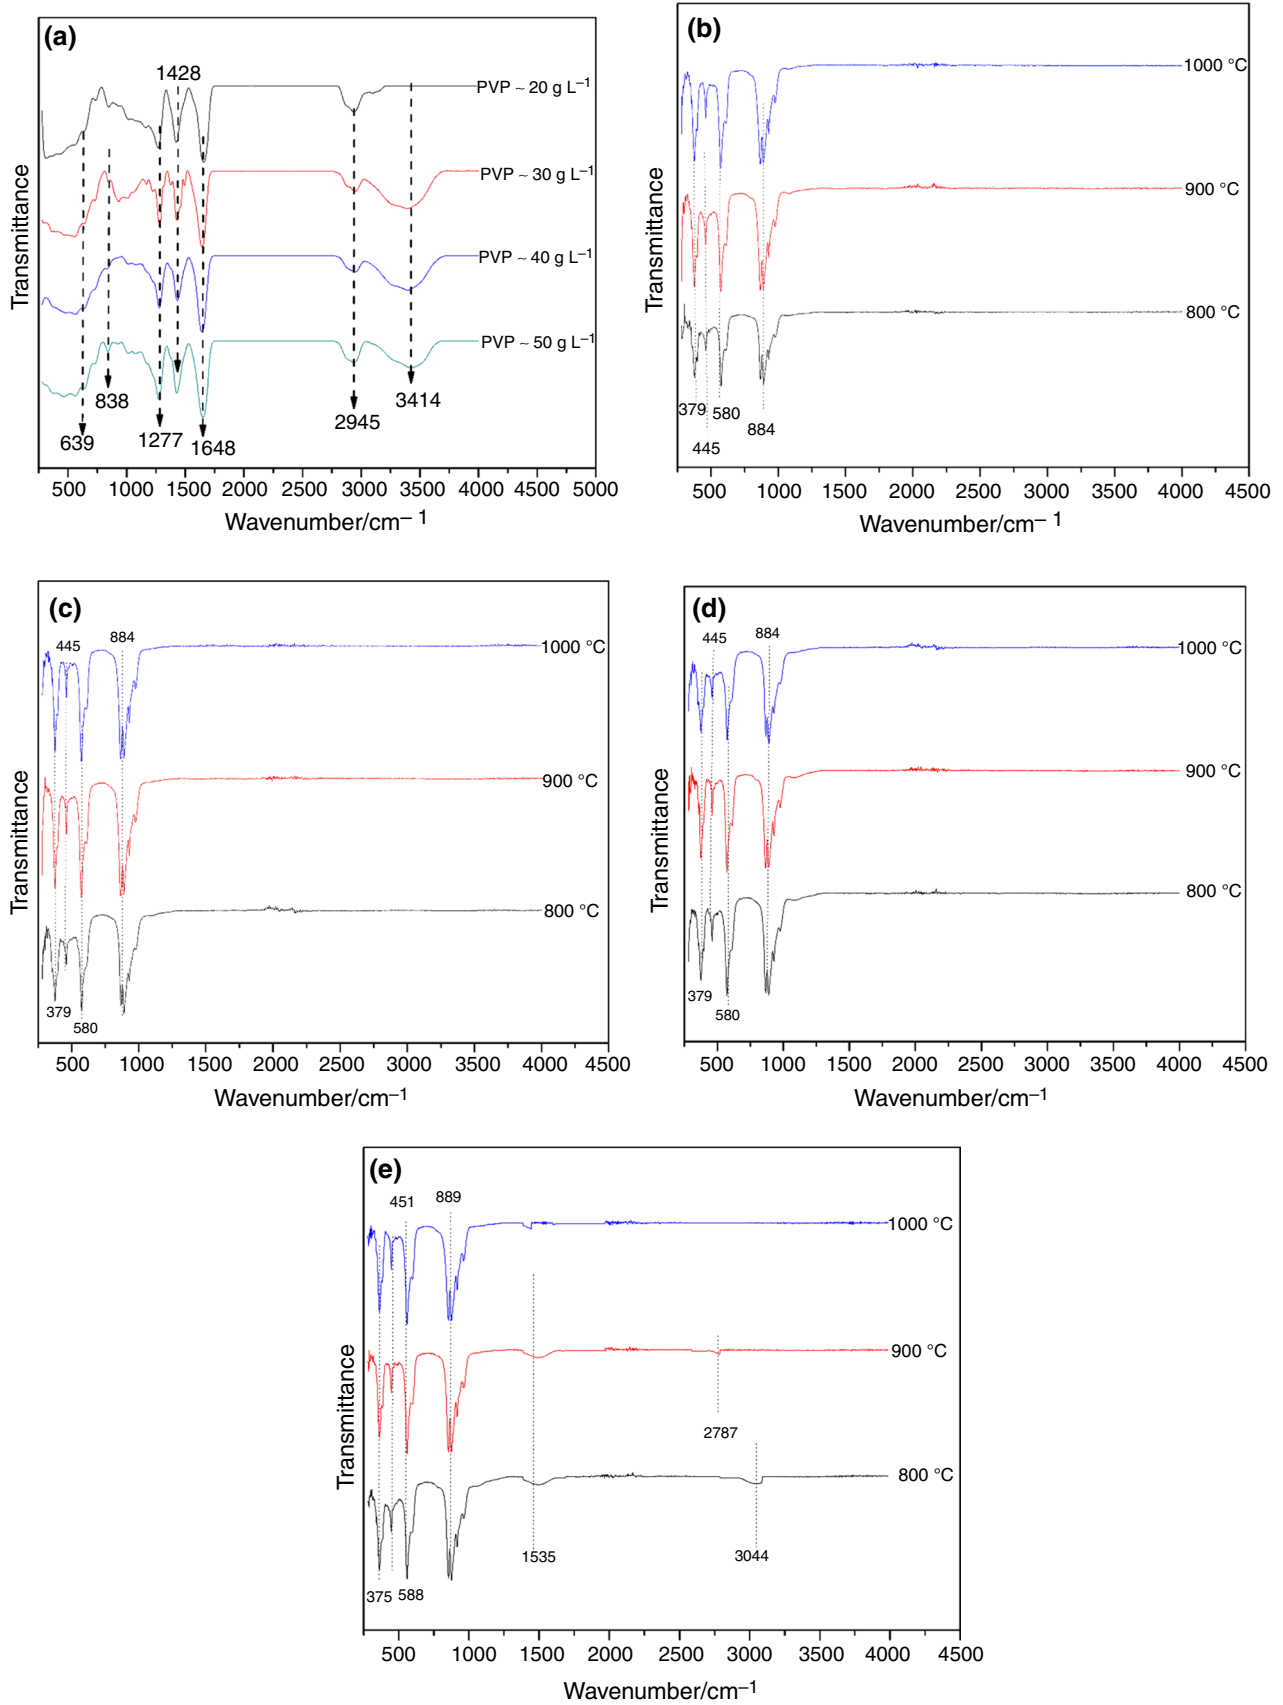 (a)
1428
PVP ~ 20 g L⁻¹
PVP ~ 30 g L⁻¹
PVP ~ 40 g L⁻¹
PVP ~ 50 g L⁻¹
838
639
1277
1648
2945
3414
Transmittance
500 1000 1500 2000 2500 3000 3500 4000 4500 5000
Wavenumber/cm⁻ ¹
(b)
1000 °C
900 °C
800 °C
379
580
445
884
Transmittance
500 1000 1500 2000 2500 3000 3500 4000 4500
Wavenumber/cm⁻ ¹
(c)
445
884
1000 °C
900 °C
800 °C
379
580
Transmittance
500 1000 1500 2000 2500 3000 3500 4000 4500
Wavenumber/cm⁻¹
(d)
445
884
1000 °C
900 °C
800 °C
379
580
Transmittance
500 1000 1500 2000 2500 3000 3500 4000 4500
Wavenumber/cm⁻¹
(e)
451
889
1000 °C
900 °C
2787
800 °C
1535
3044
375 588
Transmittance
500 1000 1500 2000 2500 3000 3500 4000 4500
Wavenumber/cm⁻¹